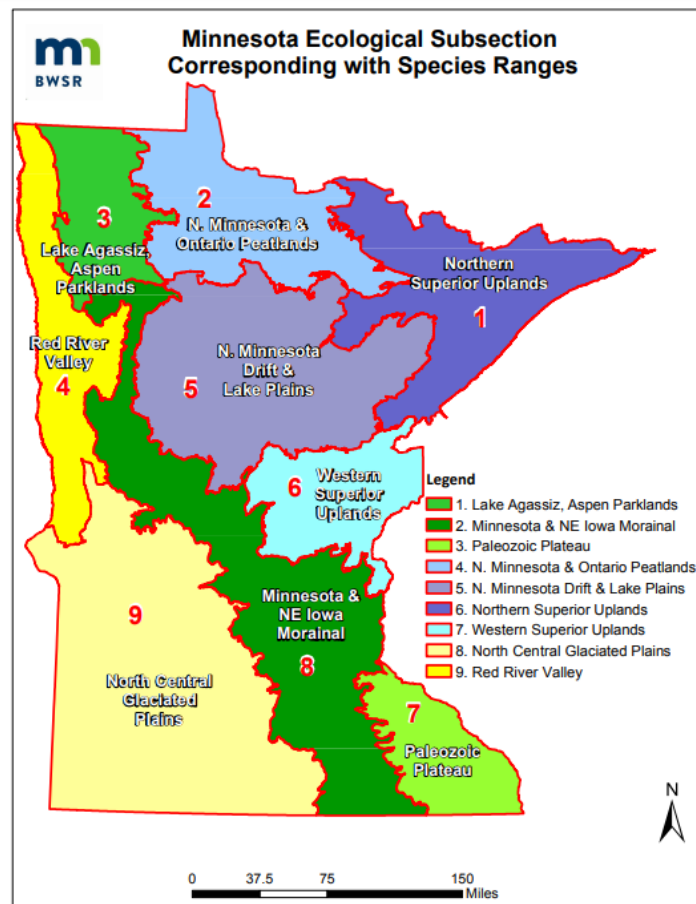 Minnesota Ecological Subsection
Corresponding with Species Ranges
mn
BWSR
2
N. Minnesota &
Ontario Peatlands
3
Lake Agassiz,
Aspen
Parklands
Northern
Superior Uplands
1
Red River
Valley
4
N. Minnesota
Drift &
Lake Plains
5
6
Western
Superior
Uplands
Legend
1. Lake Agassiz, Aspen Parklands
2. Minnesota & NE Iowa Morainal
3. Paleozoic Plateau
4. N. Minnesota & Ontario Peatlands
5. N. Minnesota Drift & Lake Plains
6. Northern Superior Uplands
7. Western Superior Uplands
8. North Central Glaciated Plains
9. Red River Valley
Minnesota &
NE Iowa
Morainal
8
9
North Central
Glaciated
Plains
7
Paleozoic
Plateau
N
0 37.5 75 150
Miles